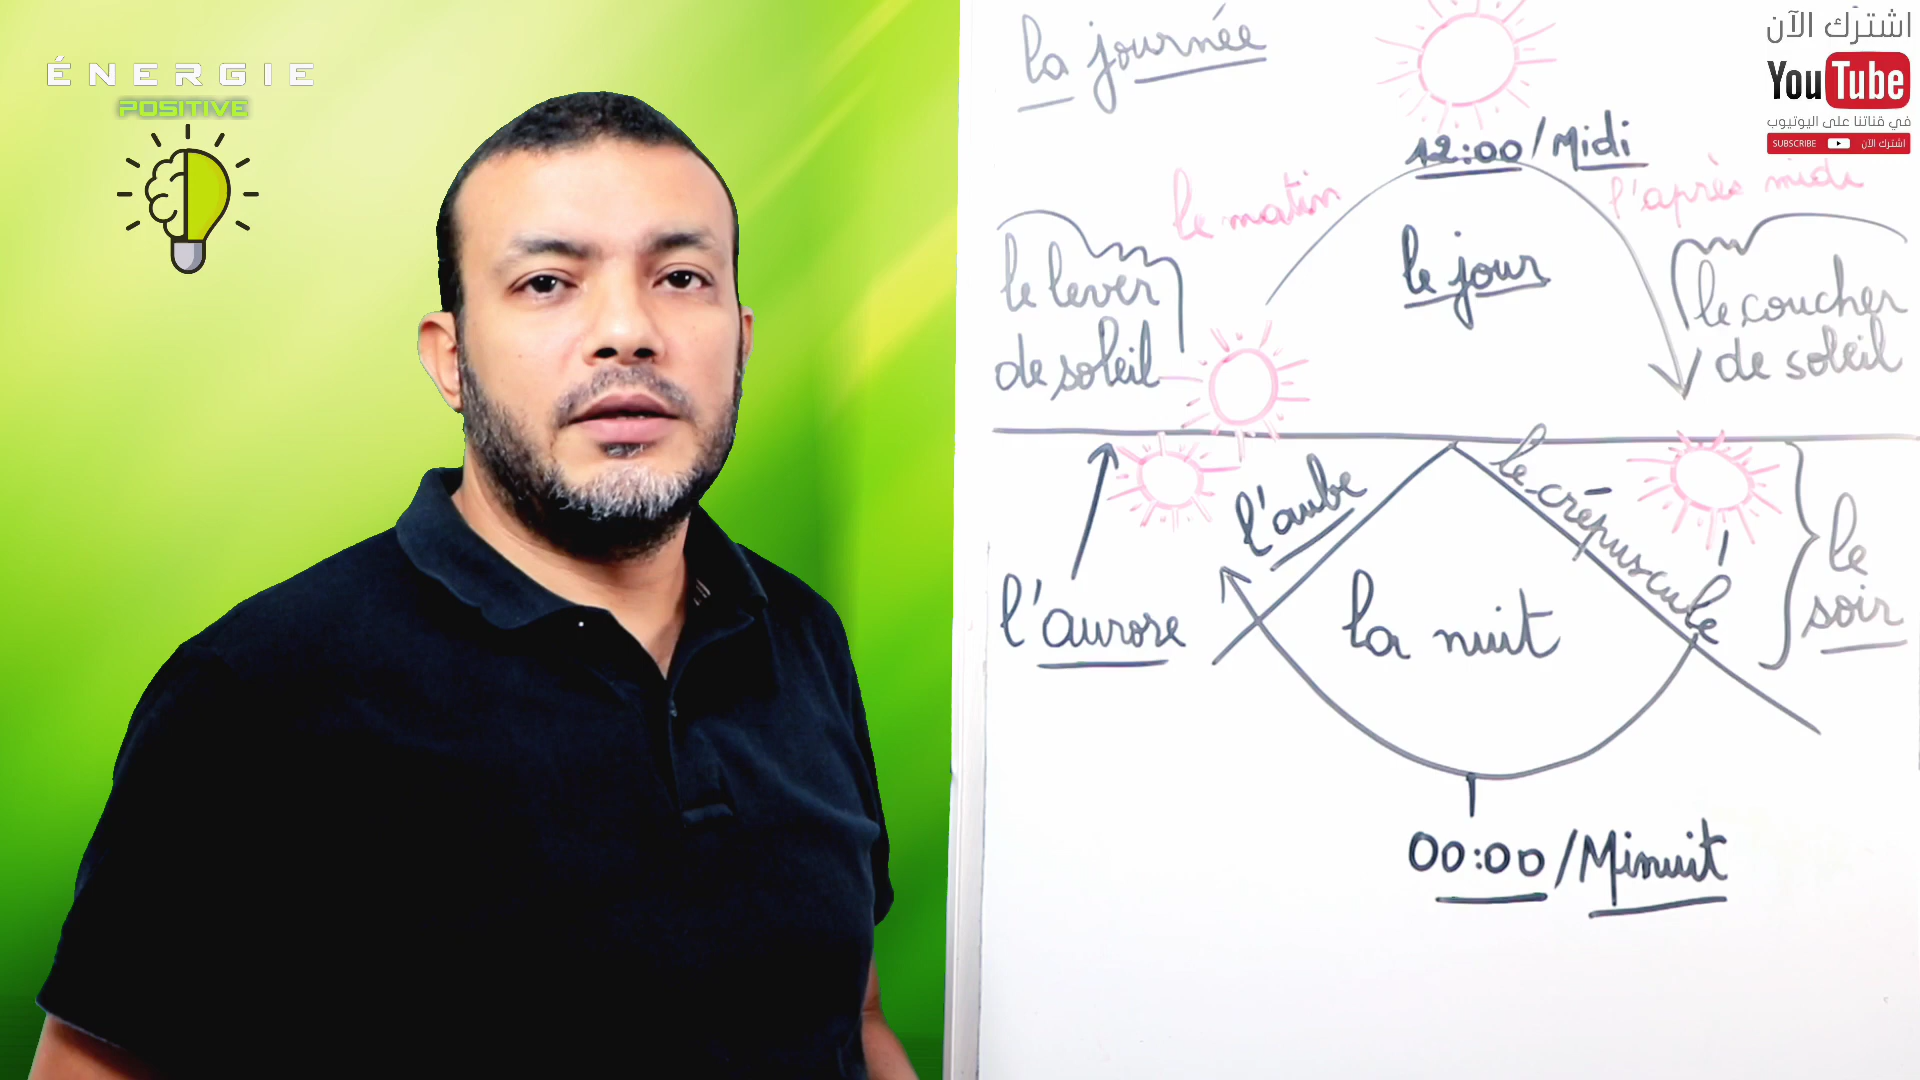 ÉNERGIE
POSITIVE
اشترك الآن
YouTube
في قناتنا على اليوتيوب
SUBSCRIBE
اشترك الآن
la journée
12:00/Midi
le matin
l'après midi
le jour
le lever
de soleil
le coucher
de soleil
l'aube
le crépuscule
l'aurore
la nuit
le
soir
00:00/Minuit